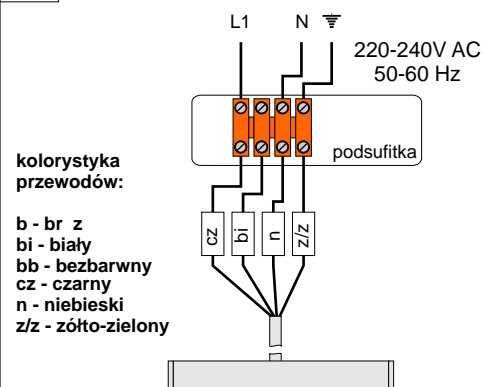 L1 N
220-240V AC
50-60 Hz
podsufitka
kolorystyka
przewodów:
b - br z
bi - biały
bb - bezbarwny
cz - czarny
n - niebieski
z/z - zółto-zielony
cz bi n z/z